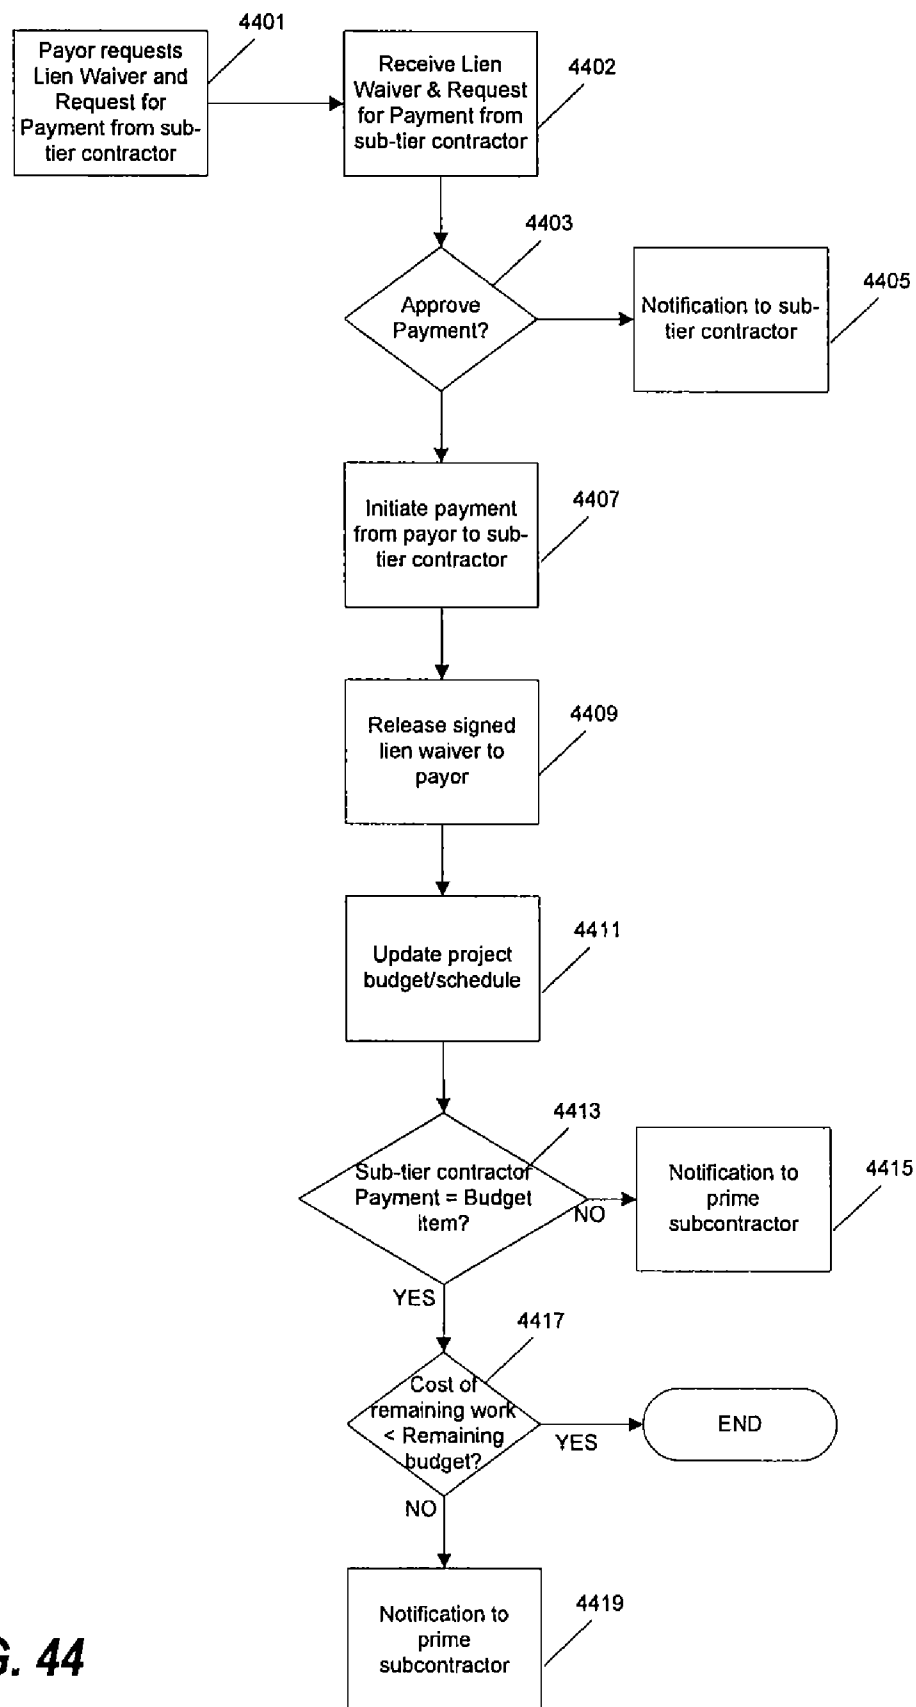 4401
Payor requests
Lien Waiver and
Request for
Payment from sub-
tier contractor
4402
Receive Lien
Waiver & Request
for Payment from
sub-tier contractor
4403
Approve
Payment?
4405
Notification to sub-
tier contractor
4407
Initiate payment
from payor to sub-
tier contractor
4409
Release signed
lien waiver to
payor
4411
Update project
budget/schedule
4413
Sub-tier contractor
Payment = Budget
item?
NO
4415
Notification to
prime
subcontractor
YES
4417
Cost of
remaining work
< Remaining
budget?
YES
END
NO
4419
Notification to
prime
subcontractor
G. 44